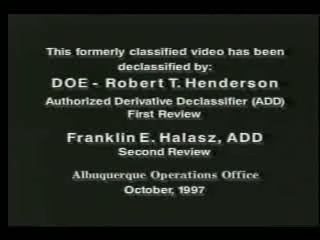 This formerly classified video has been
declassified by:
DOE - Robert T. Henderson
Authorized Derivative Declassifier (ADD)
First Review
Franklin E. Halasz, ADD
Second Review
Albuquerque Operations Office
October, 1997